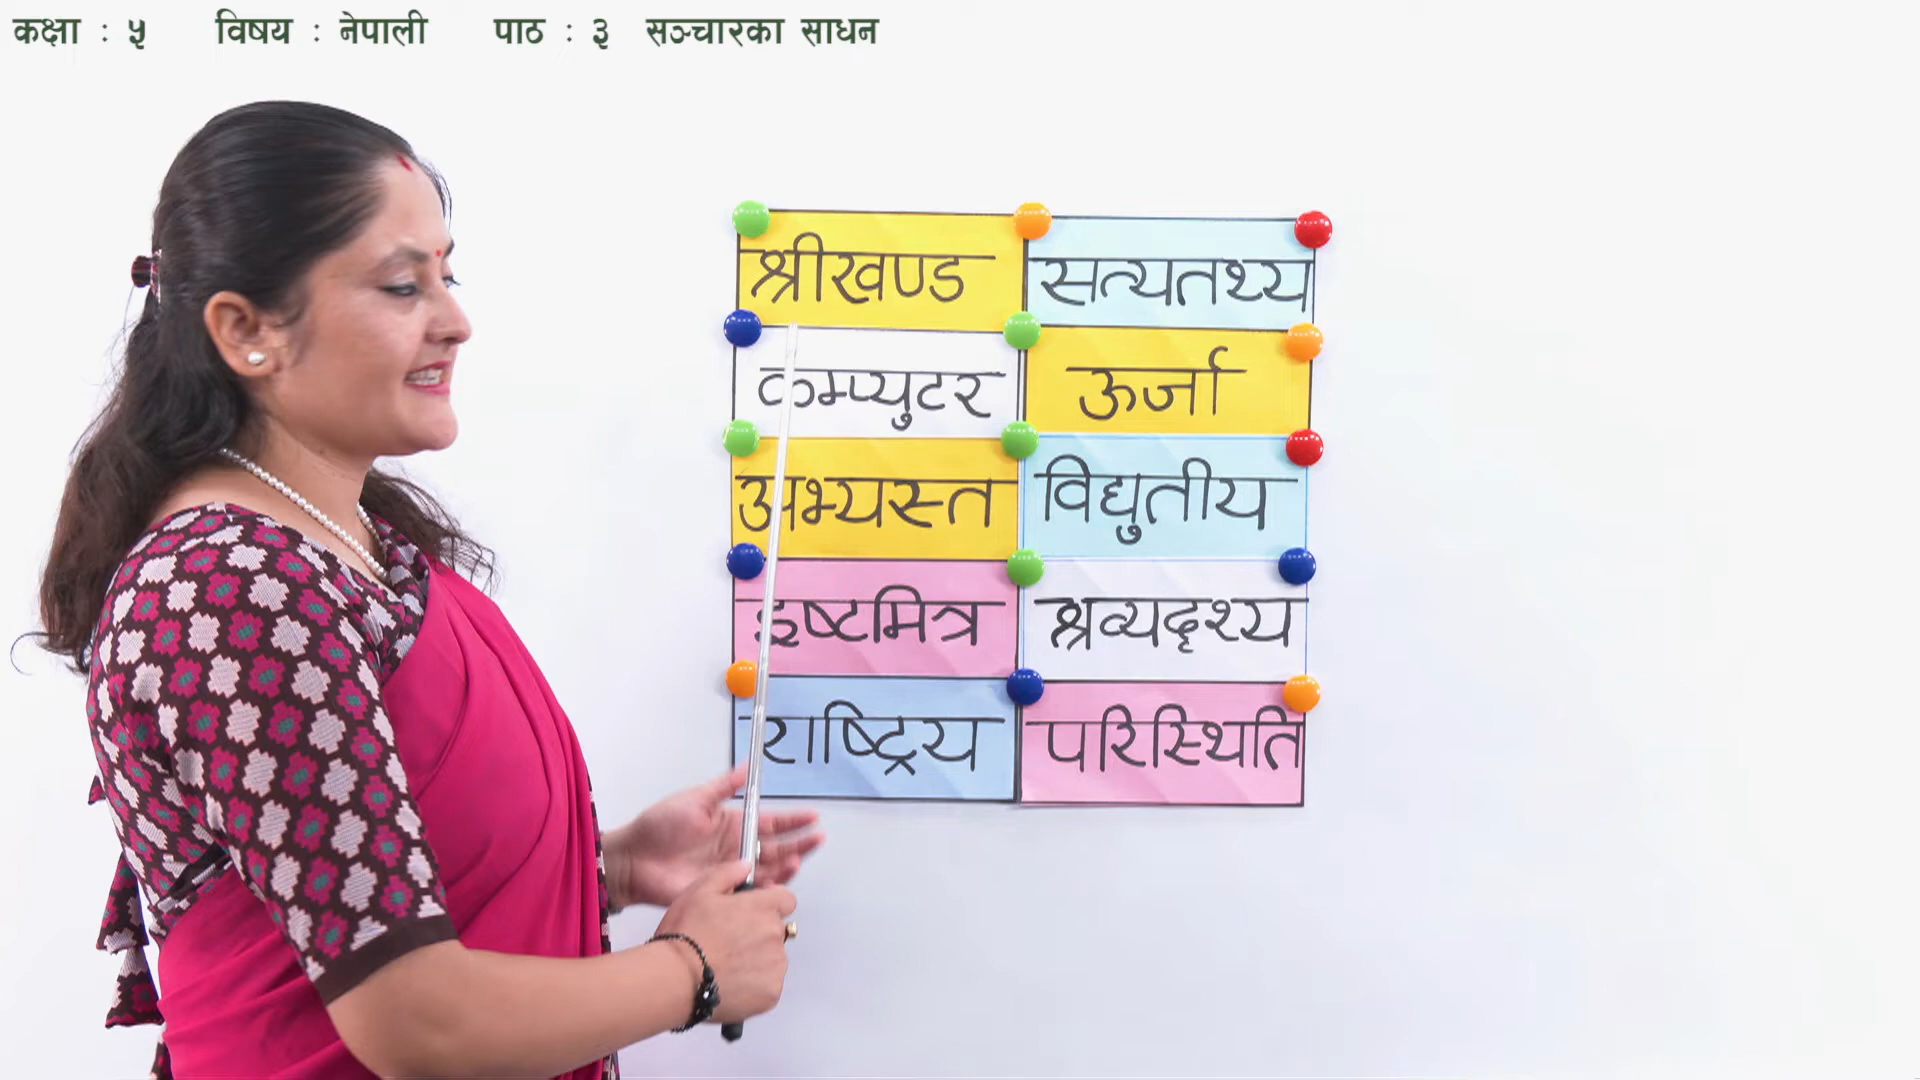 कक्षा : ५ विषय : नेपाली पाठ : ३ सञ्चारका साधन
श्रीखण्ड सत्यतथ्य
कम्प्युटर ऊर्जा
अभ्यस्त विद्युतीय
इष्टमित्र श्रव्यदृश्य
राष्ट्रिय परिस्थिति